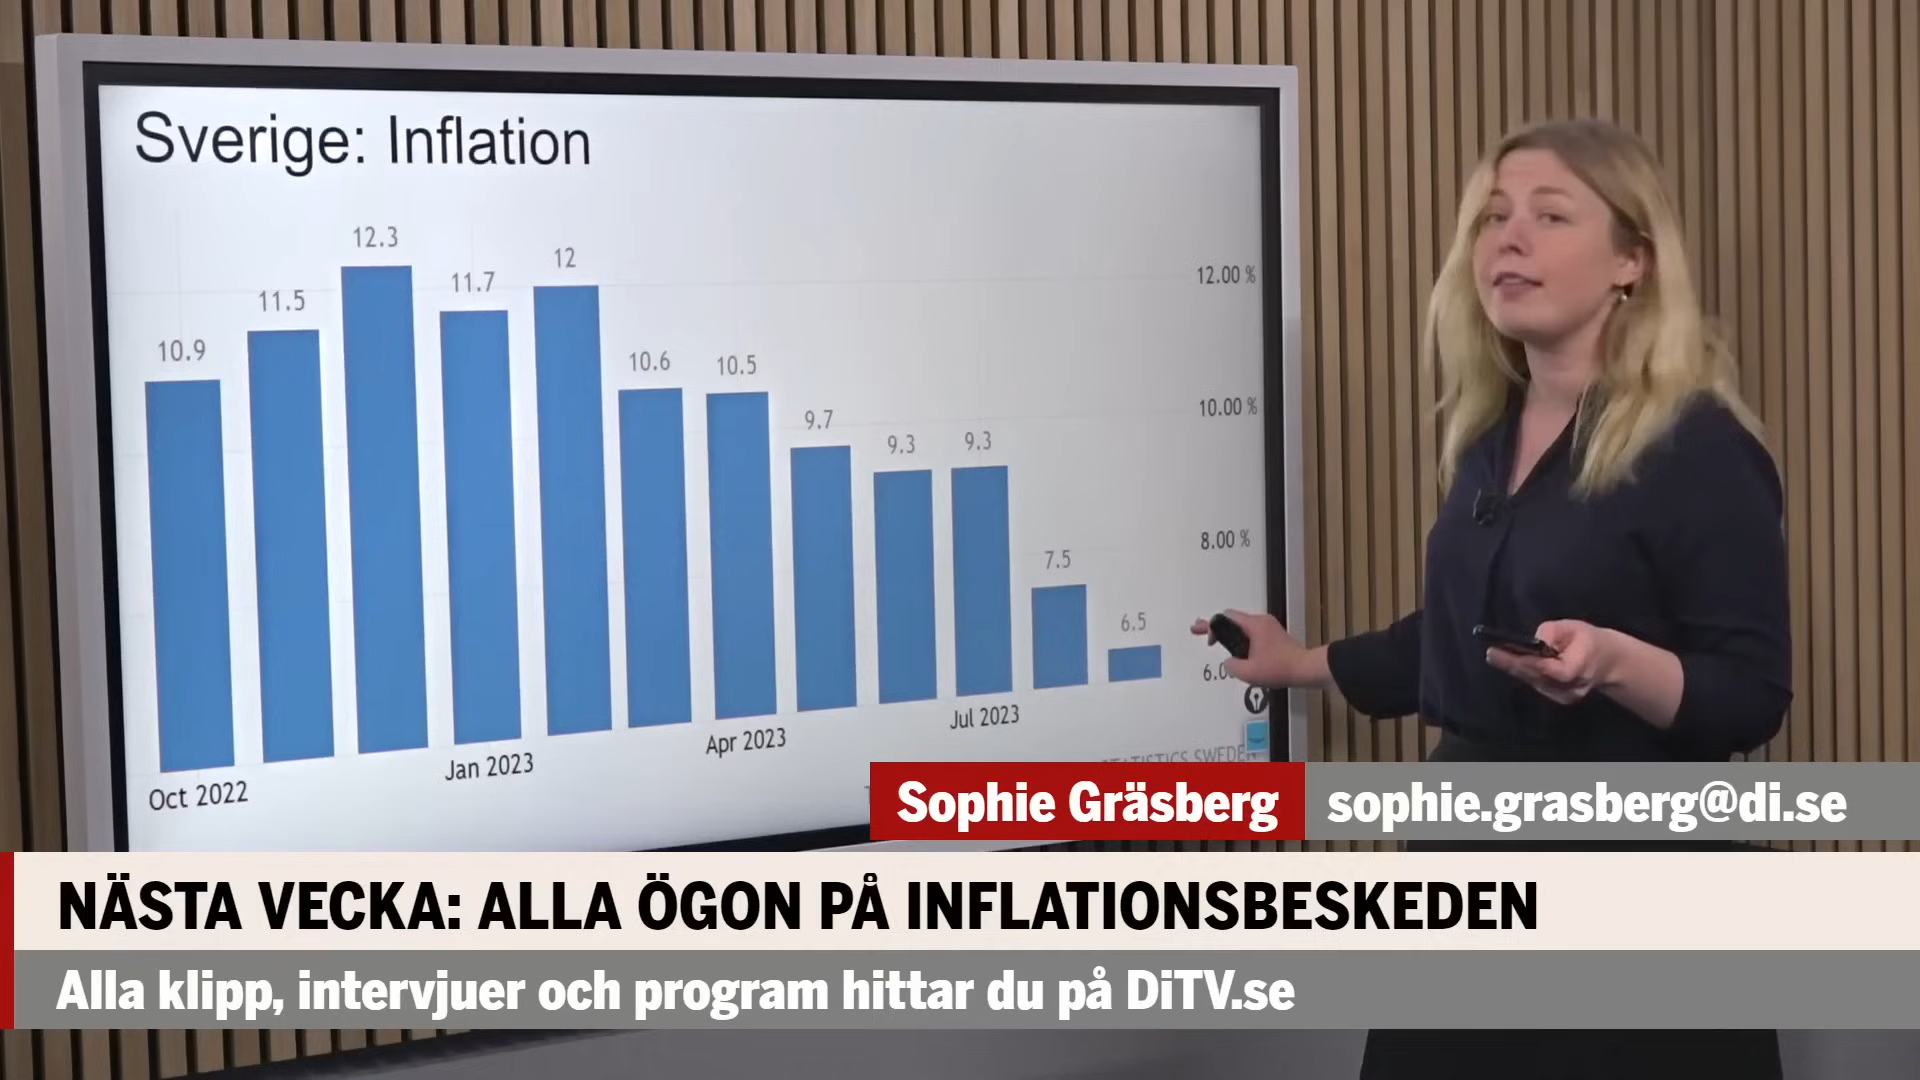 Sverige: Inflation
10.9
11.5
12.3
11.7
12
10.6
10.5
9.7
9.3
9.3
7.5
6.5
12.00 %
10.00 %
8.00 %
Oct 2022
Jan 2023
Apr 2023
Jul 2023
Sophie Gräsberg
sophie.grasberg@di.se
NÄSTA VECKA: ALLA ÖGON PÅ INFLATIONSBESKEDEN
Alla klipp, intervjuer och program hittar du på DiTV.se